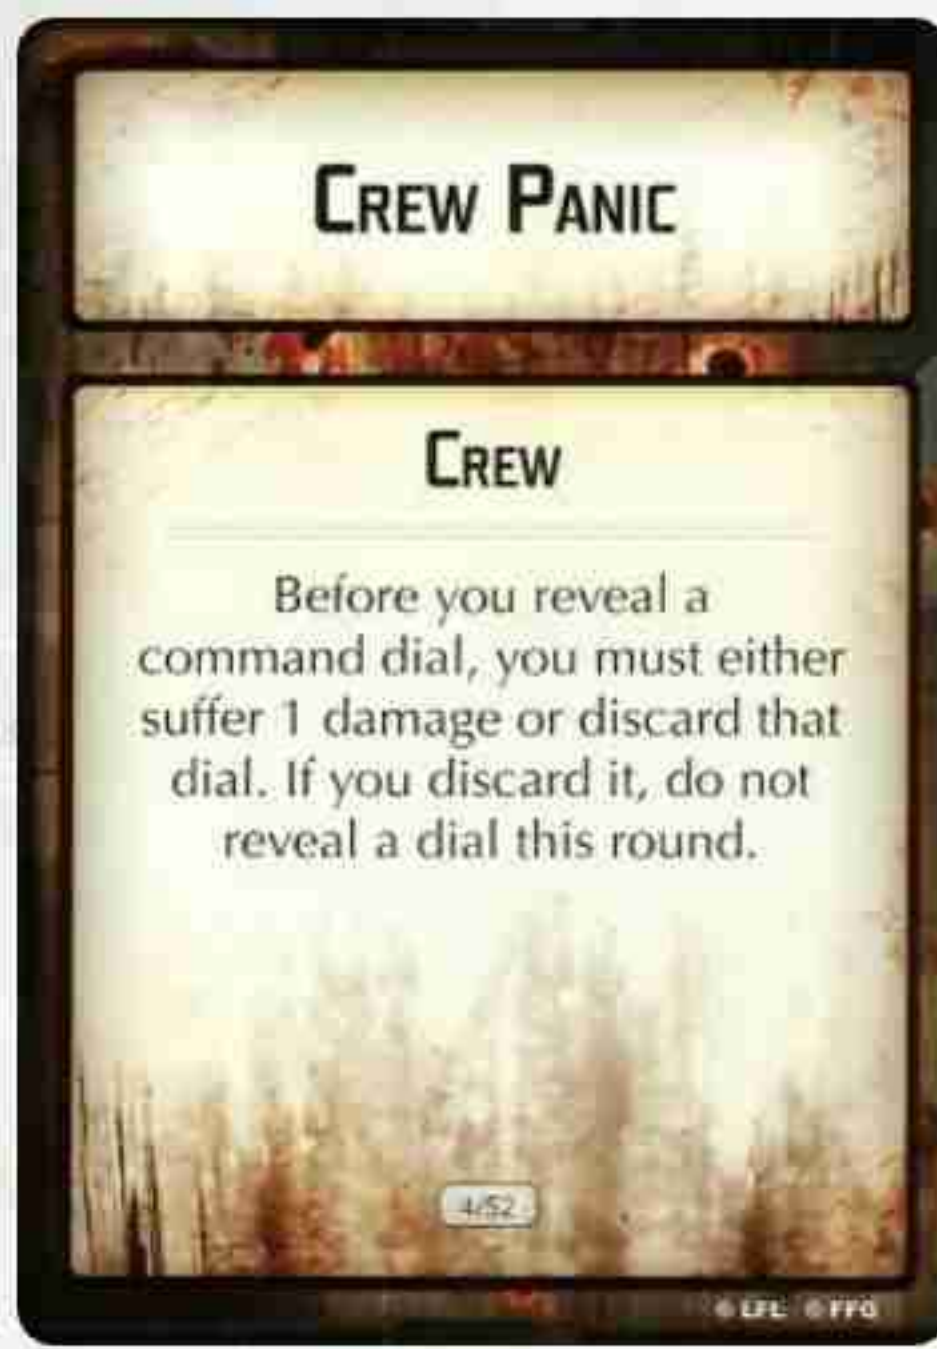 Crew Panic
Crew
Before you reveal a
command dial, you must either
suffer 1 damage or discard that
dial. If you discard it, do not
reveal a dial this round.
4/52
© LFL © FFG